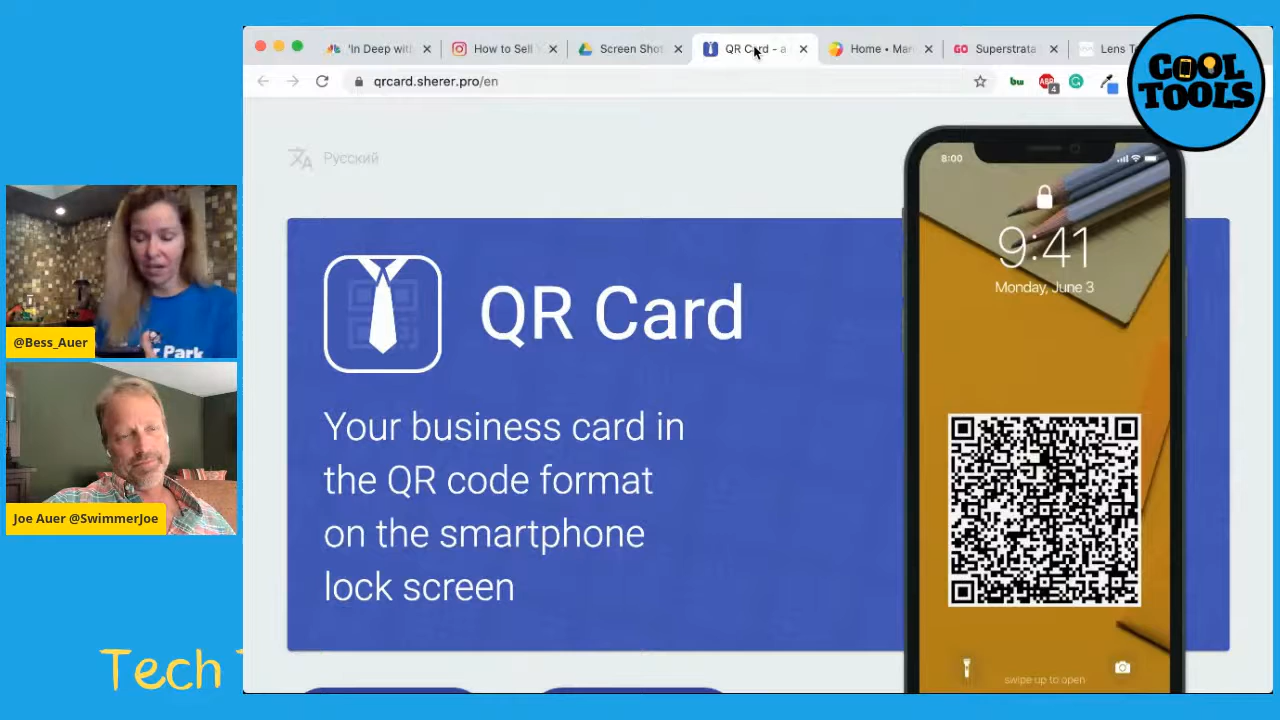 'In Deep with
How to Sell
Screen Shot
QR Card - a
Home • Mar
GO Superstrata
Lens T
qrcard.sherer.pro/en
COOL
TOOLS
Русский
8:00
9:41
Monday, June 3
QR Card
Your business card in
the QR code format
on the smartphone
lock screen
swipe up to open
@Bess_Auer
Joe Auer @SwimmerJoe
Tech